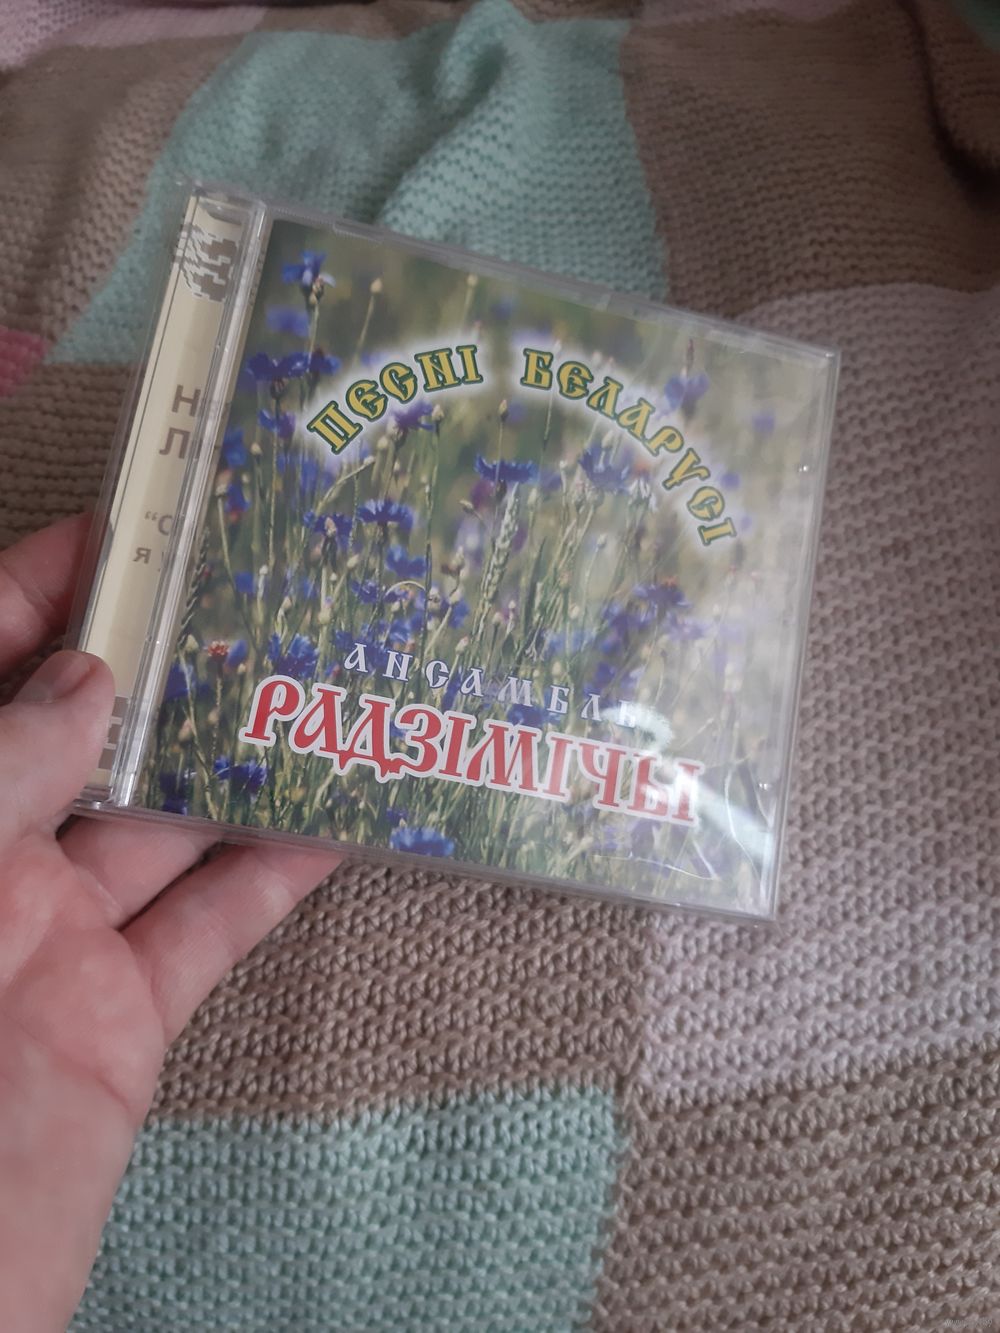 ПЕСНІ БЕЛАРУСІ
АНСАМБЛЬ
РАДЗІМІЧЫ
Н
Л
"С
Я У